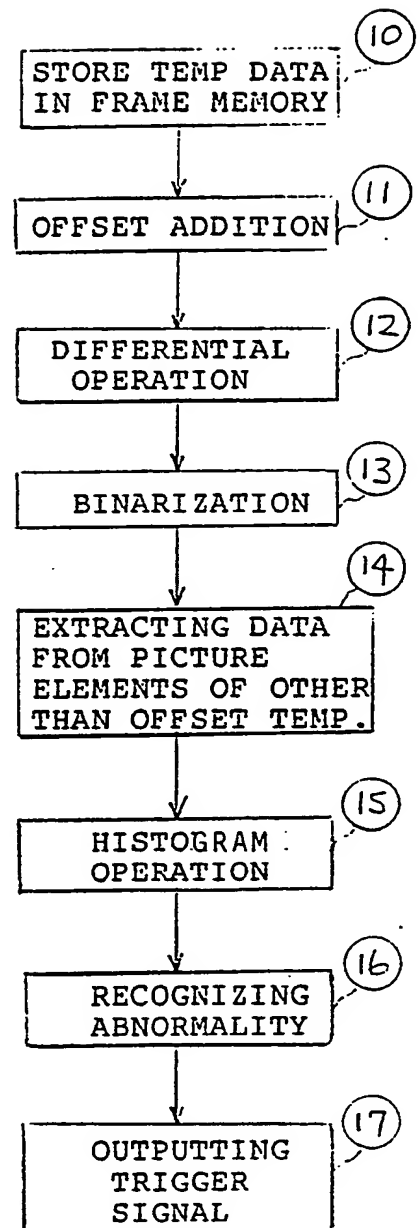 10
STORE TEMP DATA
IN FRAME MEMORY
11
OFFSET ADDITION
12
DIFFERENTIAL
OPERATION
13
BINARIZATION
14
EXTRACTING DATA
FROM PICTURE
ELEMENTS OF OTHER
THAN OFFSET TEMP.
15
HISTOGRAM
OPERATION
16
RECOGNIZING
ABNORMALITY
17
OUTPUTTING
TRIGGER
SIGNAL